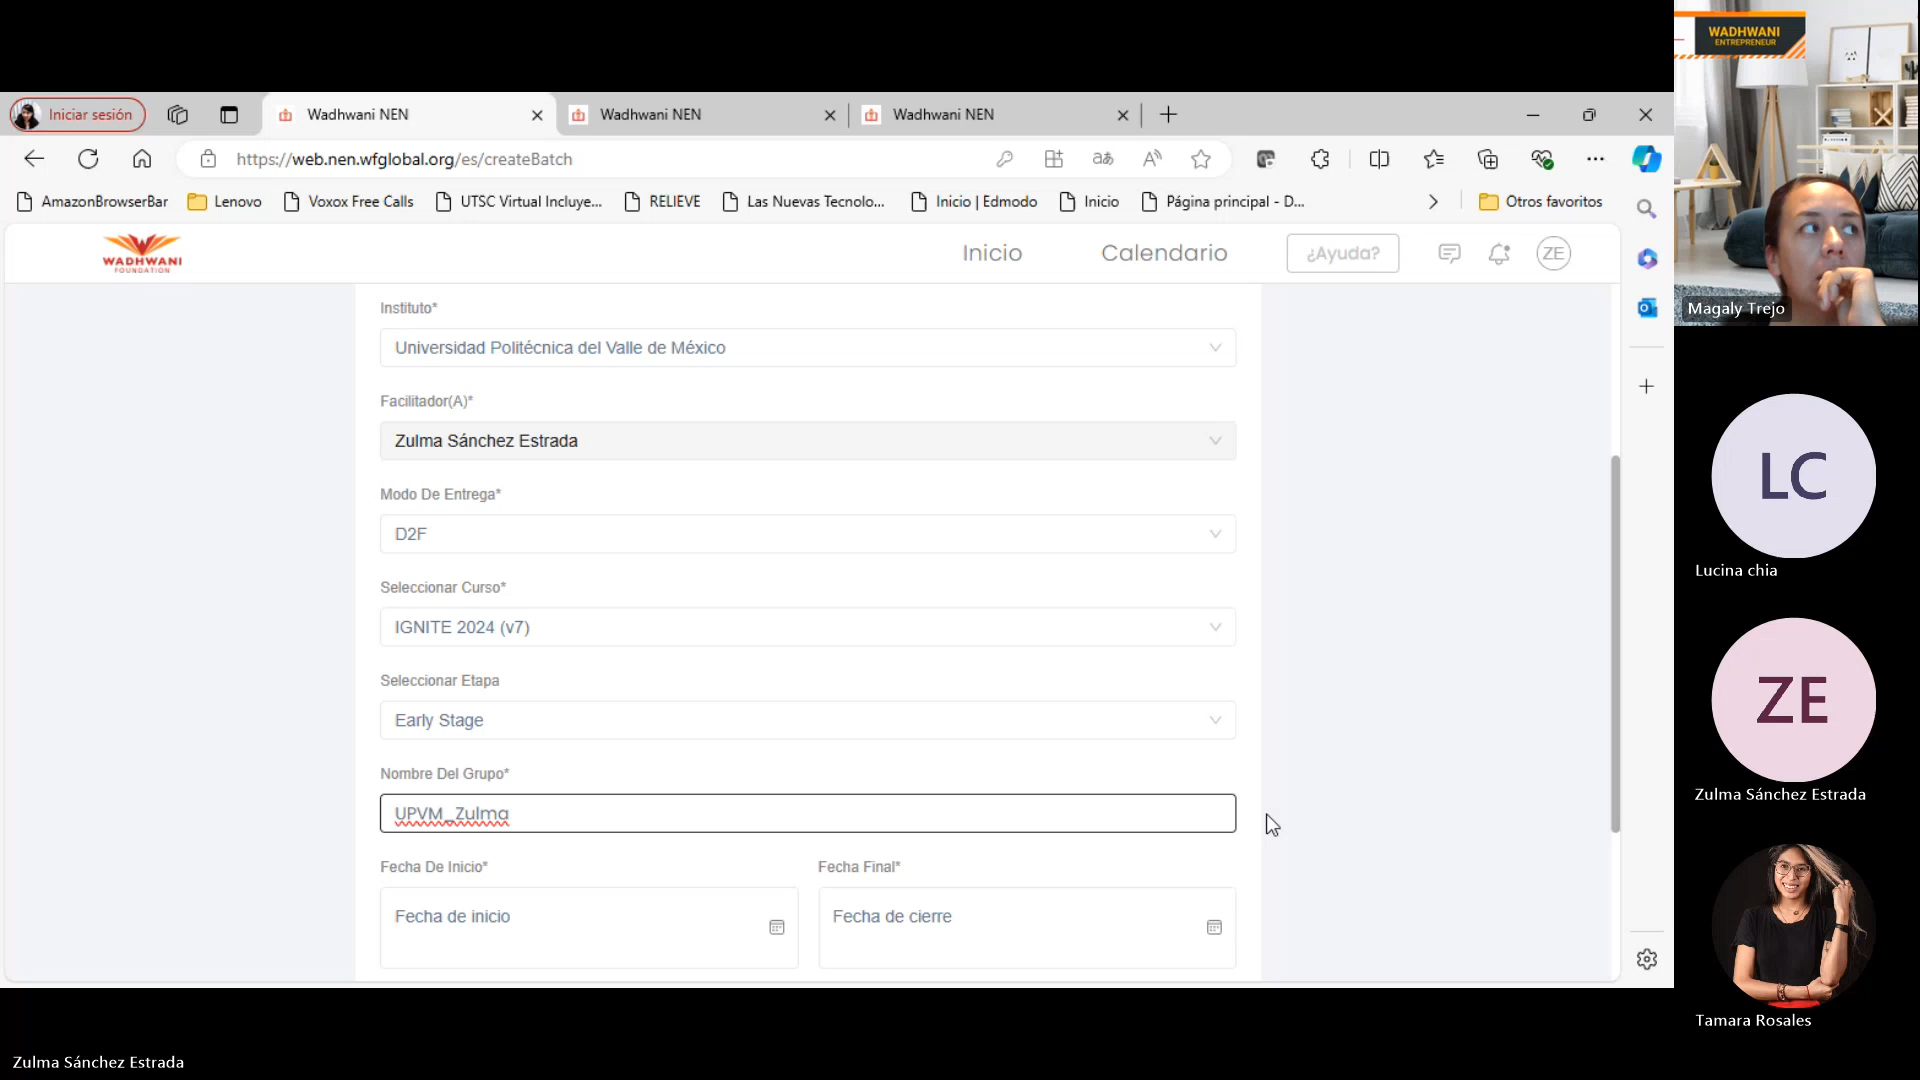 Iniciar sesión
Wadhwani NEN
Wadhwani NEN
Wadhwani NEN
https://web.nen.wfglobal.org/es/createBatch
AmazonBrowserBar
Lenovo
Voxox Free Calls
UTSC Virtual Incluye...
RELIEVE
Las Nuevas Tecnolo...
Inicio | Edmodo
Inicio
Página principal - D...
Otros favoritos
WADHWANI
FOUNDATION
Inicio
Calendario
¿Ayuda?
ZE
Instituto*
Universidad Politécnica del Valle de México
Facilitador(A)*
Zulma Sánchez Estrada
Modo De Entrega*
D2F
Seleccionar Curso*
IGNITE 2024 (v7)
Seleccionar Etapa
Early Stage
Nombre Del Grupo*
UPVM_Zulma
Fecha De Inicio*
Fecha Final*
Fecha de inicio
Fecha de cierre
WADHWANI
ENTREPRENEUR
Magaly Trejo
LC
Lucina chia
ZE
Zulma Sánchez Estrada
Tamara Rosales
Zulma Sánchez Estrada